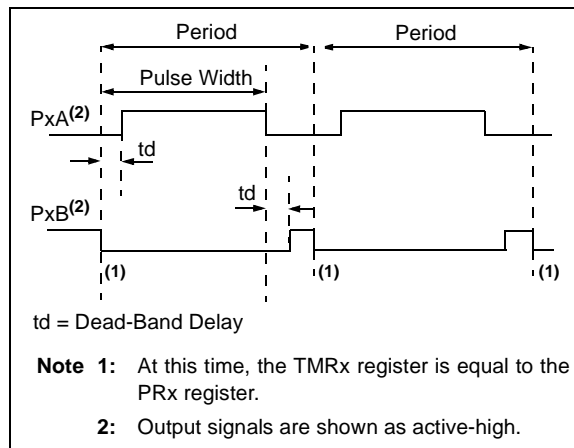 Period Period
Pulse Width
PxA(2)
td
td
PxB(2)
(1) (1) (1)
td = Dead-Band Delay
Note 1: At this time, the TMRx register is equal to the
PRx register.
2: Output signals are shown as active-high.